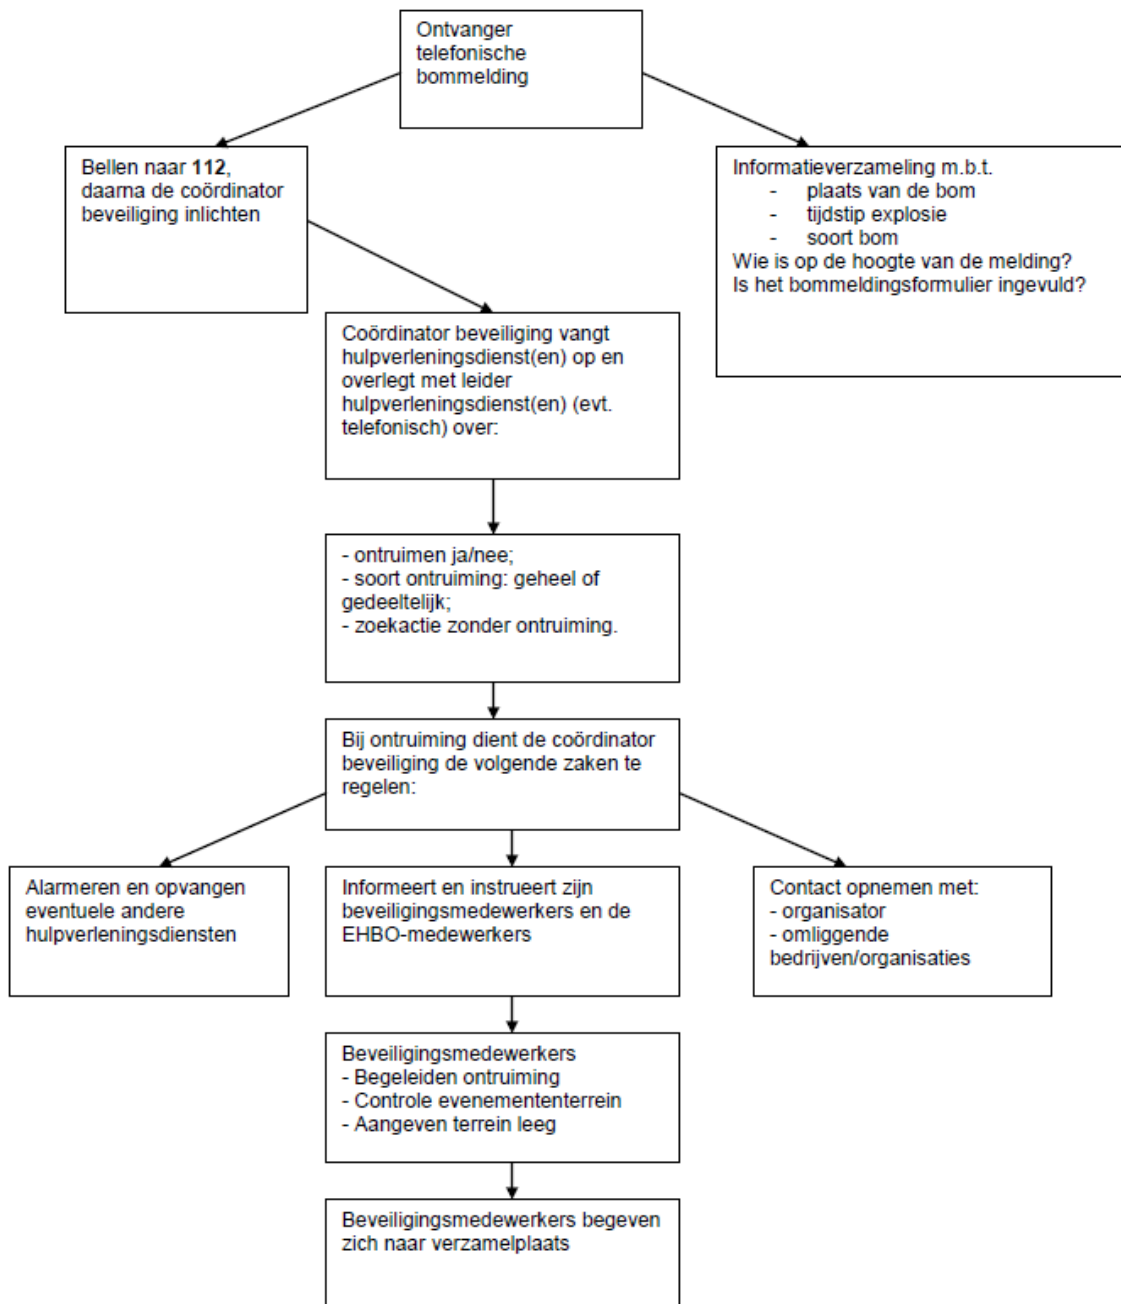 Ontvanger
telefonische
bommelding
Bellen naar 112,
daarna de coördinator
beveiliging inlichten
Informatieverzameling m.b.t.
- plaats van de bom
- tijdstip explosie
- soort bom
Wie is op de hoogte van de melding?
Is het bommeldingsformulier ingevuld?
Coördinator beveiliging vangt
hulpverleningsdienst(en) op en
overlegt met leider
hulpverleningsdienst(en) (evt.
telefonisch) over:
- ontruimen ja/nee;
- soort ontruiming: geheel of
gedeeltelijk;
- zoekactie zonder ontruiming.
Bij ontruiming dient de coördinator
beveiliging de volgende zaken te
regelen:
Alarmeren en opvangen
eventuele andere
hulpverleningsdiensten
Informeert en instrueert zijn
beveiligingsmedewerkers en de
EHBO-medewerkers
Contact opnemen met:
- organisator
- omliggende
bedrijven/organisaties
Beveiligingsmedewerkers
- Begeleiden ontruiming
- Controle evenemententerrein
- Aangeven terrein leeg
Beveiligingsmedewerkers begeven
zich naar verzamelplaats